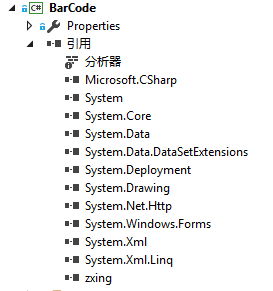 C# BarCode
Properties
引用
分析器
Microsoft.CSharp
System
System.Core
System.Data
System.Data.DataSetExtensions
System.Deployment
System.Drawing
System.Net.Http
System.Windows.Forms
System.Xml
System.Xml.Linq
zxing